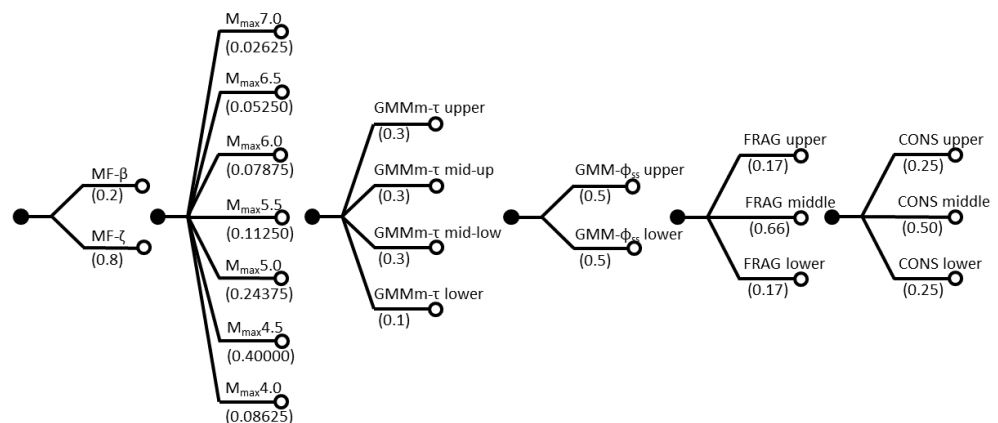 MF-β
(0.2)
MF-ζ
(0.8)
Mmax7.0
(0.02625)
Mmax6.5
(0.05250)
Mmax6.0
(0.07875)
Mmax5.5
(0.11250)
Mmax5.0
(0.24375)
Mmax4.5
(0.40000)
Mmax4.0
(0.08625)
GMMm-τ upper
(0.3)
GMMm-τ mid-up
(0.3)
GMMm-τ mid-low
(0.3)
GMMm-τ lower
(0.1)
GMM-ϕss upper
(0.5)
GMM-ϕss lower
(0.5)
FRAG upper
(0.17)
FRAG middle
(0.66)
FRAG lower
(0.17)
CONS upper
(0.25)
CONS middle
(0.50)
CONS lower
(0.25)